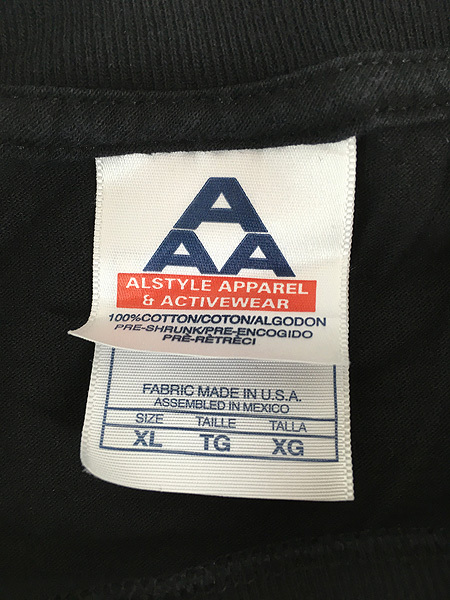 A
AA
ALSTYLE APPAREL
& ACTIVEWEAR
100%COTTON/COTON/ALGODON
PRE-SHRUNK/PRE-ENCOGIDO
PRÉ-RÉTRÉCI
FABRIC MADE IN U.S.A.
ASSEMBLED IN MEXICO
SIZE TAILLE TALLA
XL TG XG